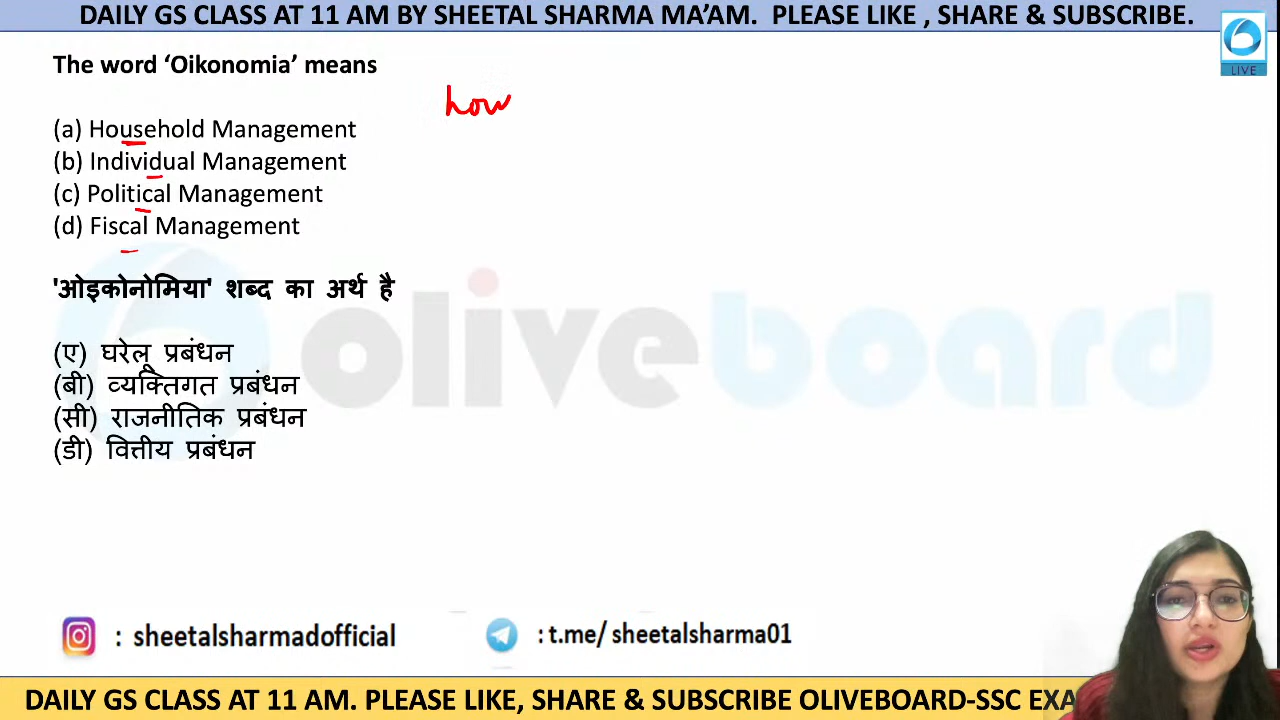 DAILY GS CLASS AT 11 AM BY SHEETAL SHARMA MA’AM. PLEASE LIKE , SHARE & SUBSCRIBE.
LIVE
The word ‘Oikonomia’ means
how
(a) Household Management
(b) Individual Management
(c) Political Management
(d) Fiscal Management
'ओइकोनोमिया' शब्द का अर्थ है
(ए) घरेलू प्रबंधन
(बी) व्यक्तिगत प्रबंधन
(सी) राजनीतिक प्रबंधन
(डी) वित्तीय प्रबंधन
oliveboard
: sheetalsharmadofficial
: t.me/ sheetalsharma01
DAILY GS CLASS AT 11 AM. PLEASE LIKE, SHARE & SUBSCRIBE OLIVEBOARD-SSC EXA